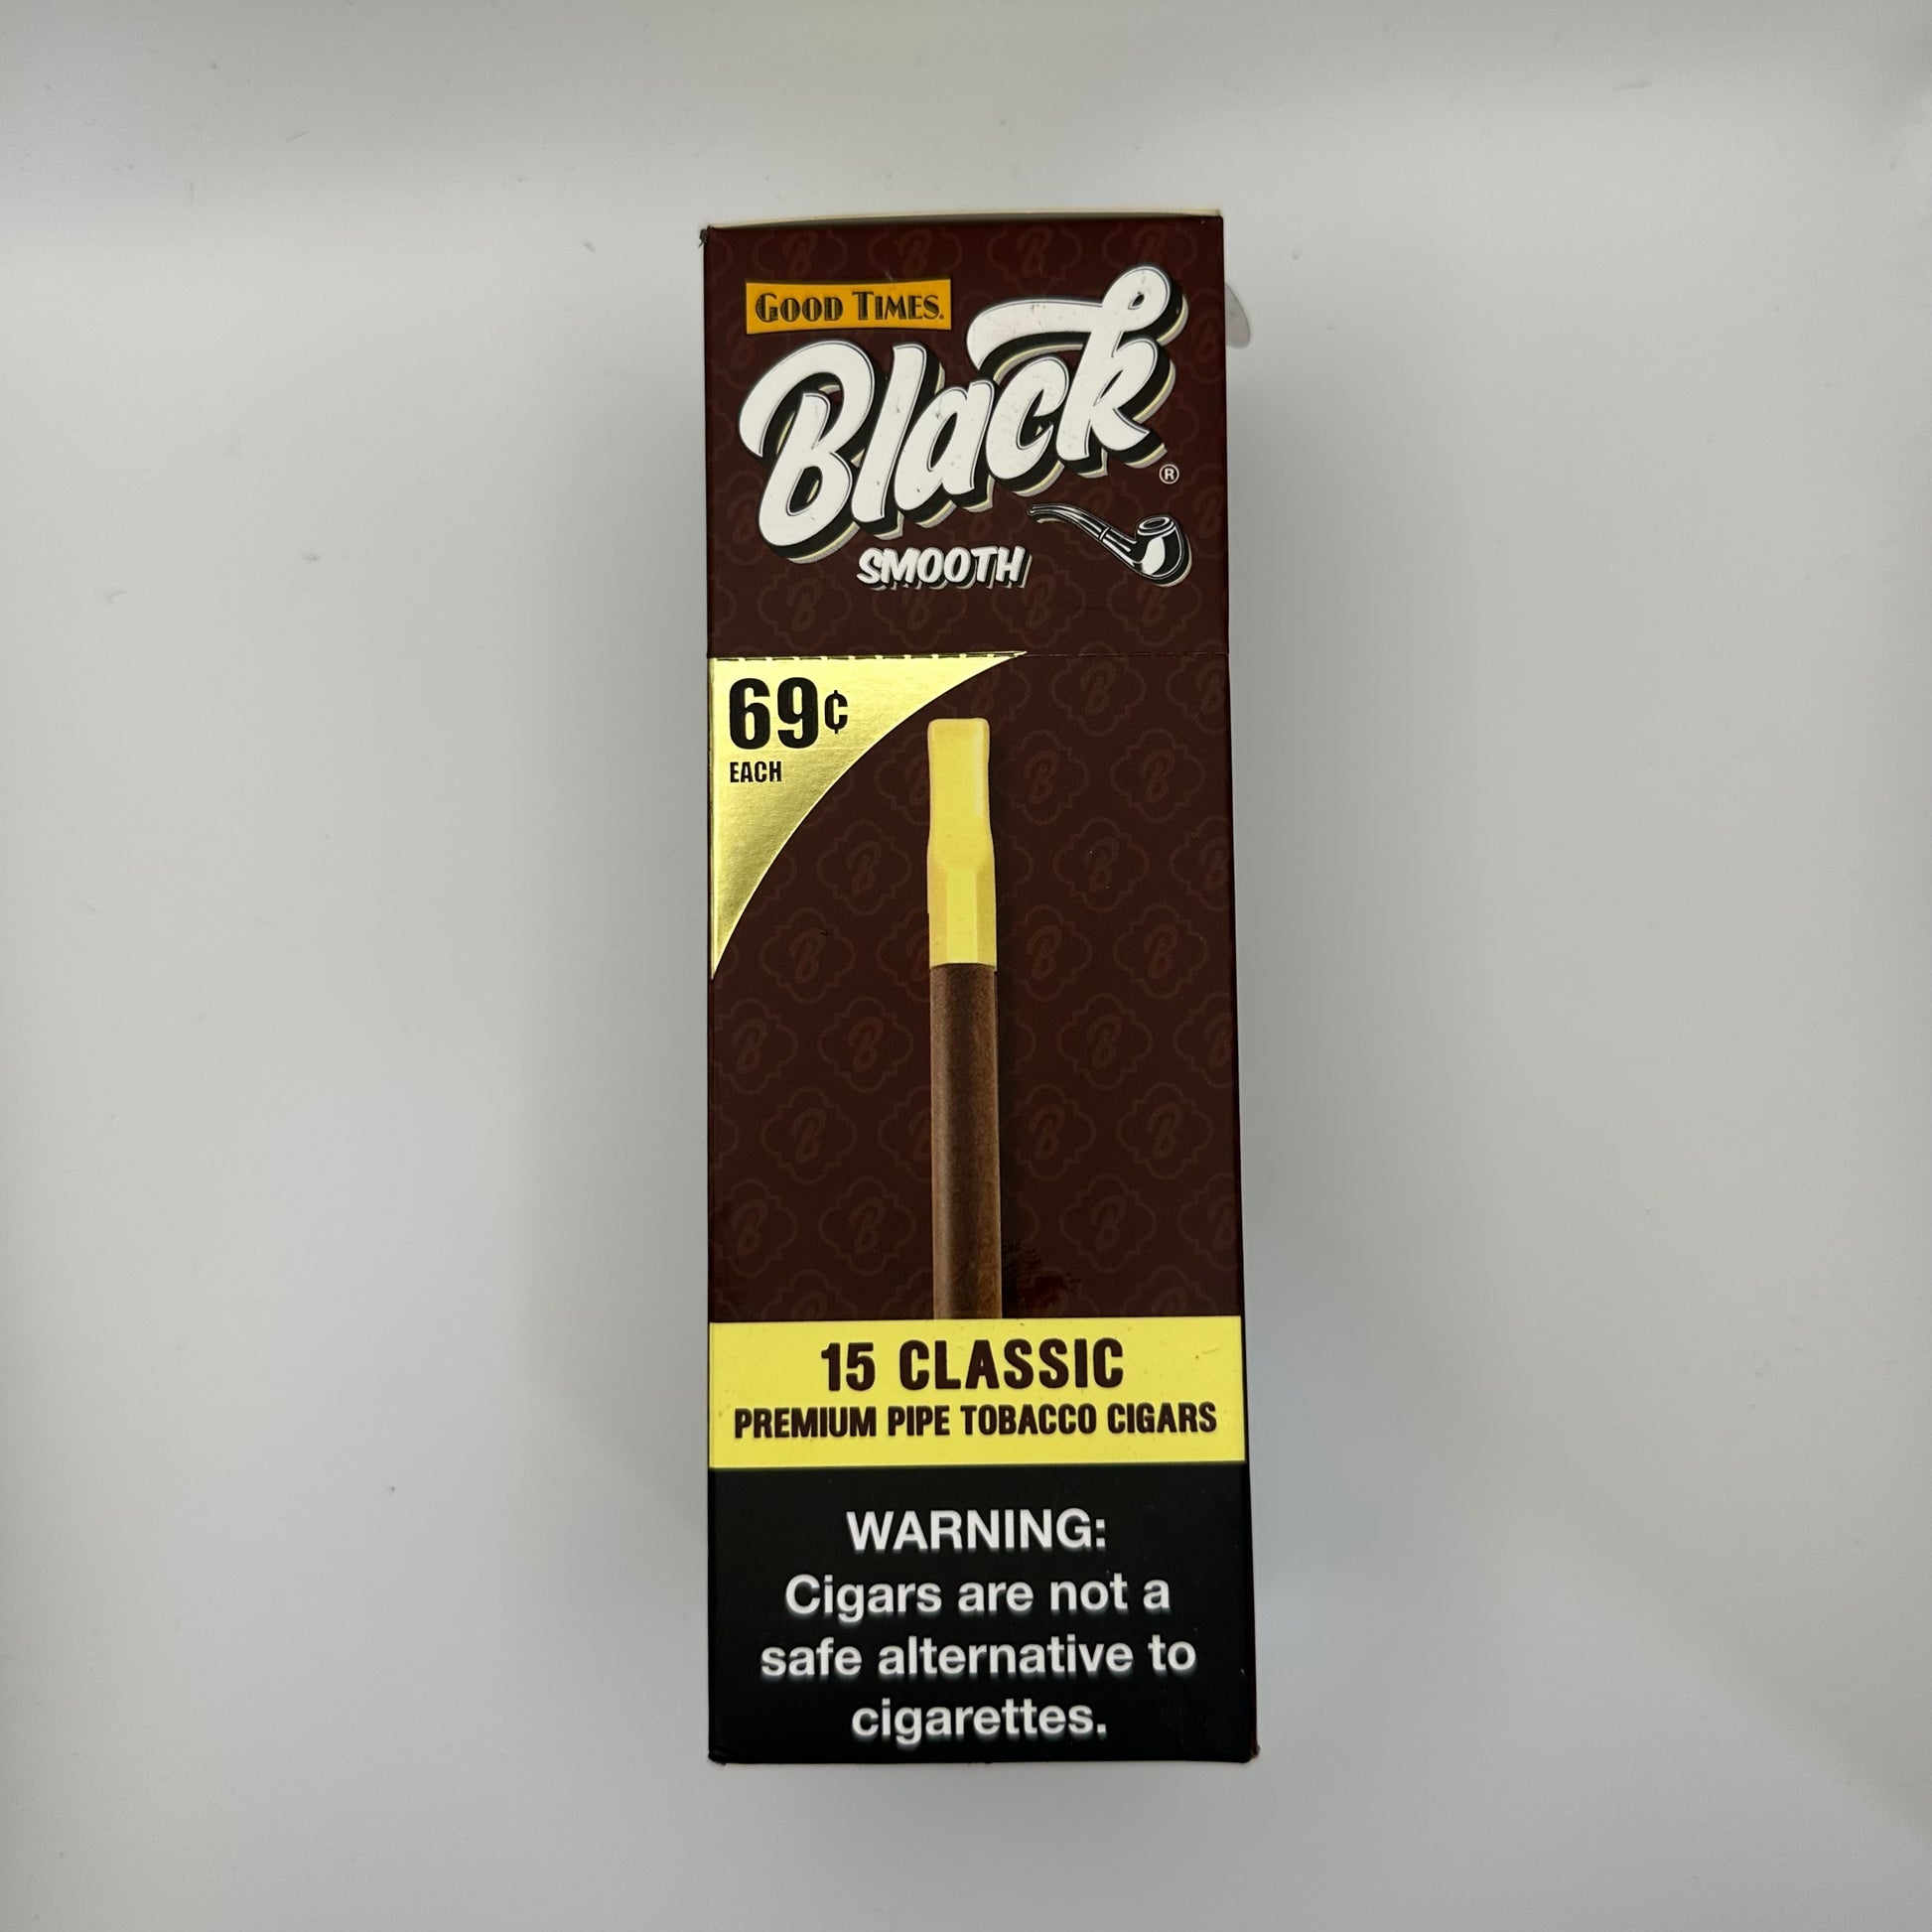 GOOD TIMES.
Black®
SMOOTH
69¢
EACH
15 CLASSIC
PREMIUM PIPE TOBACCO CIGARS
WARNING:
Cigars are not a
safe alternative to
cigarettes.